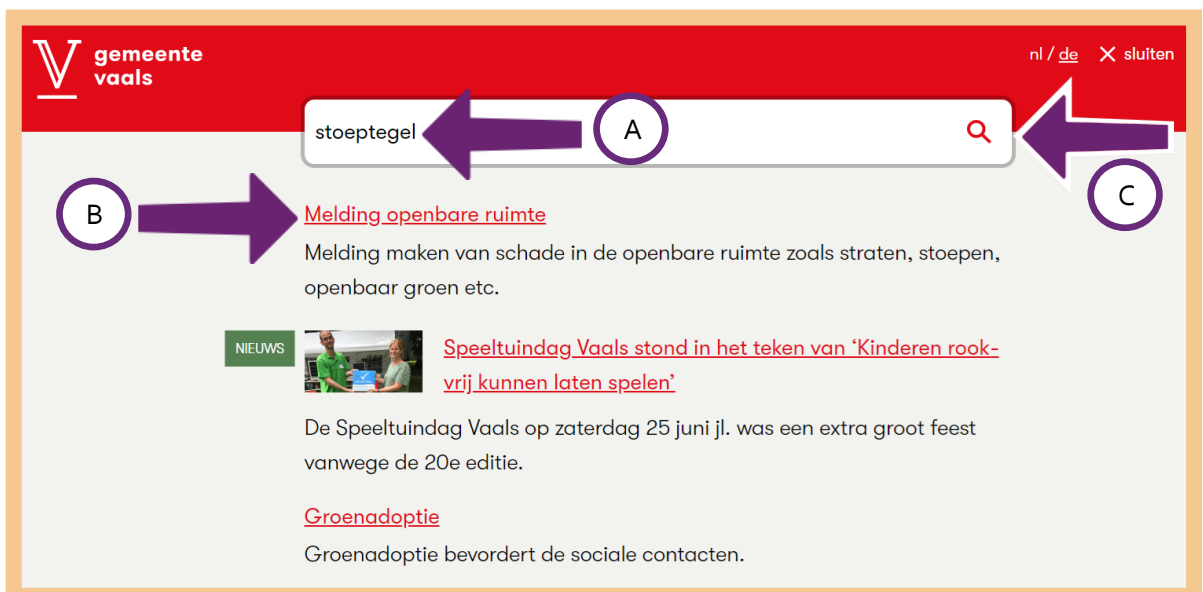 gemeente
vaals
nl / de sluiten
stoeptegel
A
C
B
Melding openbare ruimte
Melding maken van schade in de openbare ruimte zoals straten, stoepen,
openbaar groen etc.
NIEUWS
Speeltuindag Vaals stond in het teken van ‘Kinderen rook-
vrij kunnen laten spelen’
De Speeltuindag Vaals op zaterdag 25 juni jl. was een extra groot feest
vanwege de 20e editie.
Groenadoptie
Groenadoptie bevordert de sociale contacten.